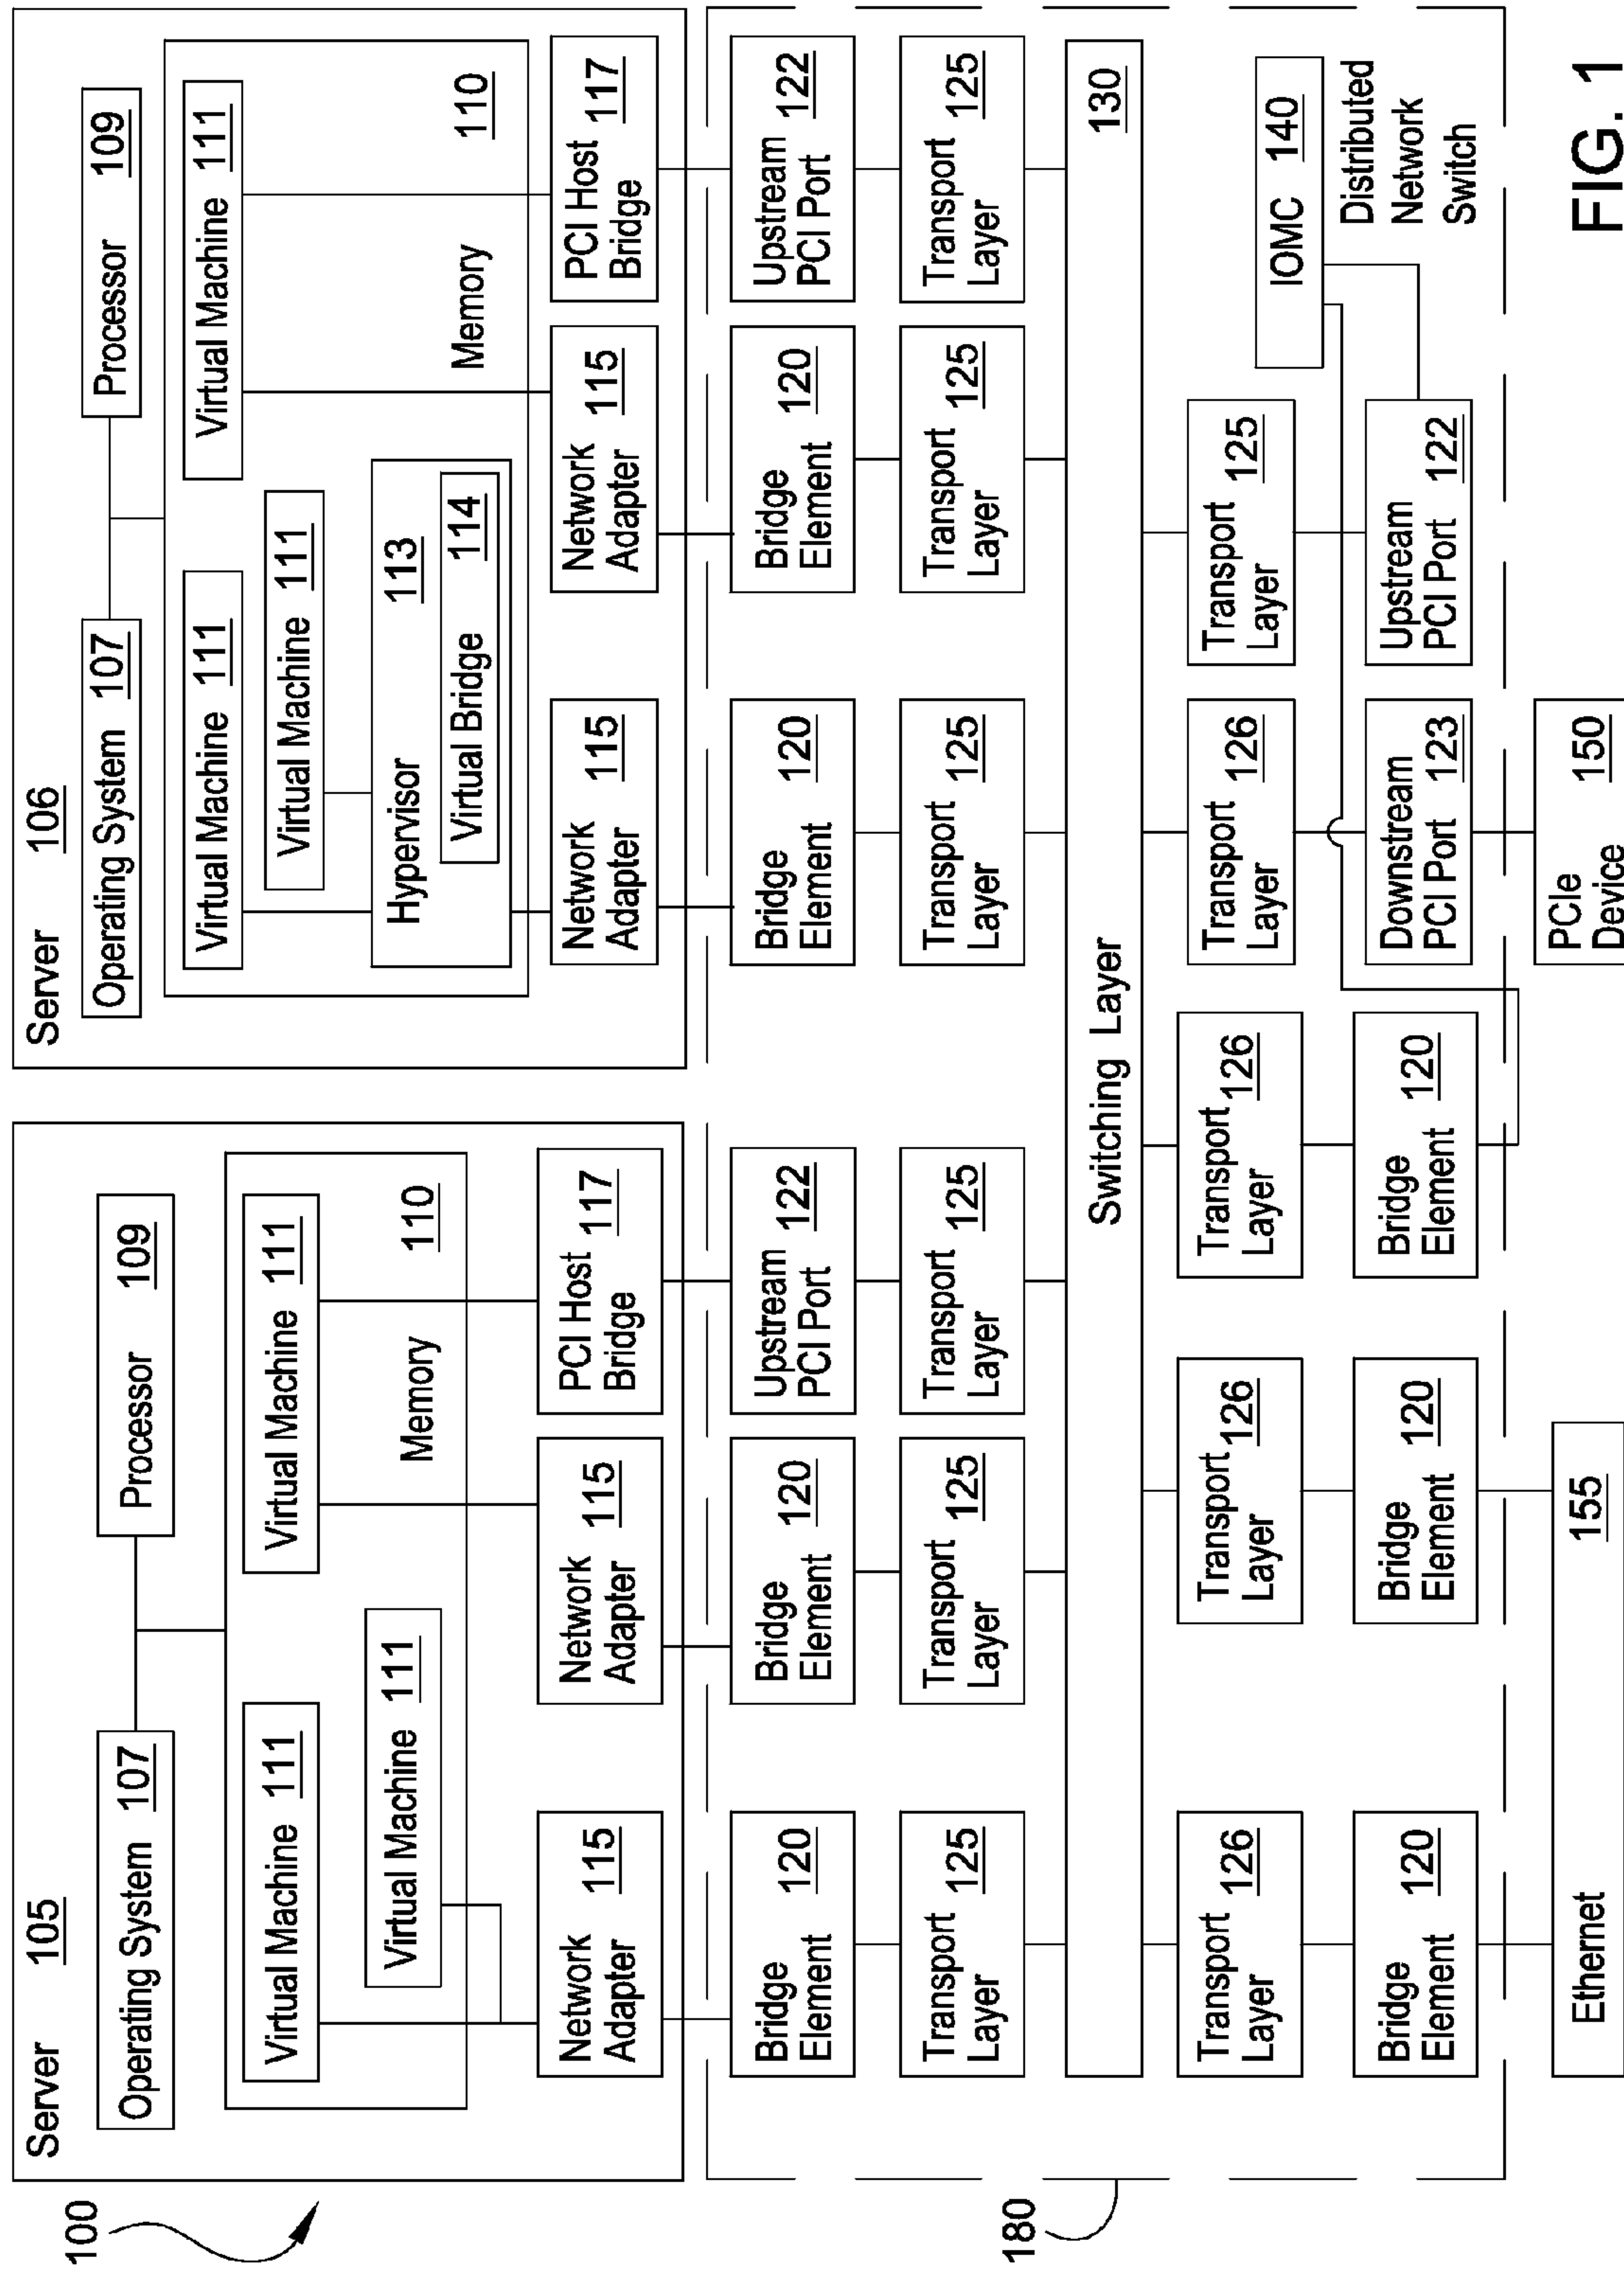 100
Server 105
Operating System 107
Processor 109
Virtual Machine 111
Virtual Machine 111
Virtual Machine 111
Memory 110
Network
Adapter 115
Network
Adapter 115
PCI Host
Bridge 117
Server 106
Operating System 107
Processor 109
Virtual Machine 111
Virtual Machine 111
Virtual Machine 111
Hypervisor 113
Virtual Bridge 114
Memory 110
Network
Adapter 115
Network
Adapter 115
PCI Host
Bridge 117
180
Bridge
Element 120
Bridge
Element 120
Upstream
PCI Port 122
Bridge
Element 120
Bridge
Element 120
Upstream
PCI Port 122
Transport
Layer 125
Transport
Layer 125
Transport
Layer 125
Transport
Layer 125
Transport
Layer 125
Transport
Layer 125
Switching Layer 130
Transport
Layer 126
Transport
Layer 126
Transport
Layer 126
Transport
Layer 126
Transport
Layer 125
IOMC 140
Distributed
Network
Switch
Bridge
Element 120
Bridge
Element 120
Bridge
Element 120
Downstream
PCI Port 123
Upstream
PCI Port 122
Ethernet 155
PCIe
Device 150
FIG. 1